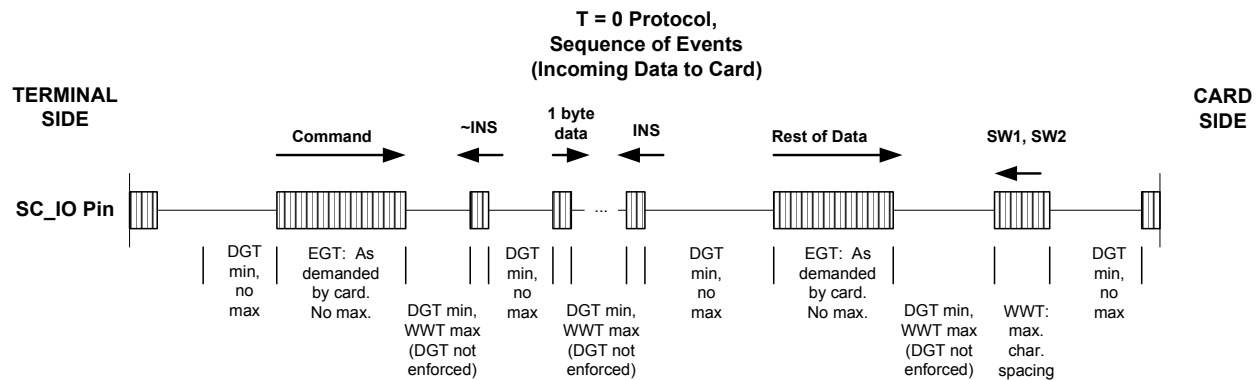 T = 0 Protocol,
Sequence of Events
(Incoming Data to Card)
TERMINAL
SIDE
CARD
SIDE
Command
~INS
1 byte
data
INS
Rest of Data
SW1, SW2
SC_IO Pin
...
DGT
min,
no
max
EGT: As
demanded
by card.
No max.
DGT min,
WWT max
(DGT not
enforced)
DGT
min,
no
max
DGT min,
WWT max
(DGT not
enforced)
DGT
min,
no
max
EGT: As
demanded
by card.
No max.
DGT min,
WWT max
(DGT not
enforced)
WWT:
max.
char.
spacing
DGT
min,
no
max